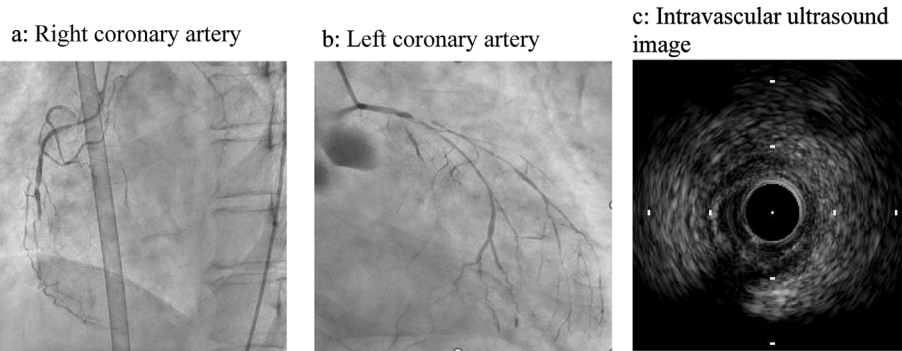 a: Right coronary artery
b: Left coronary artery
c: Intravascular ultrasound
image